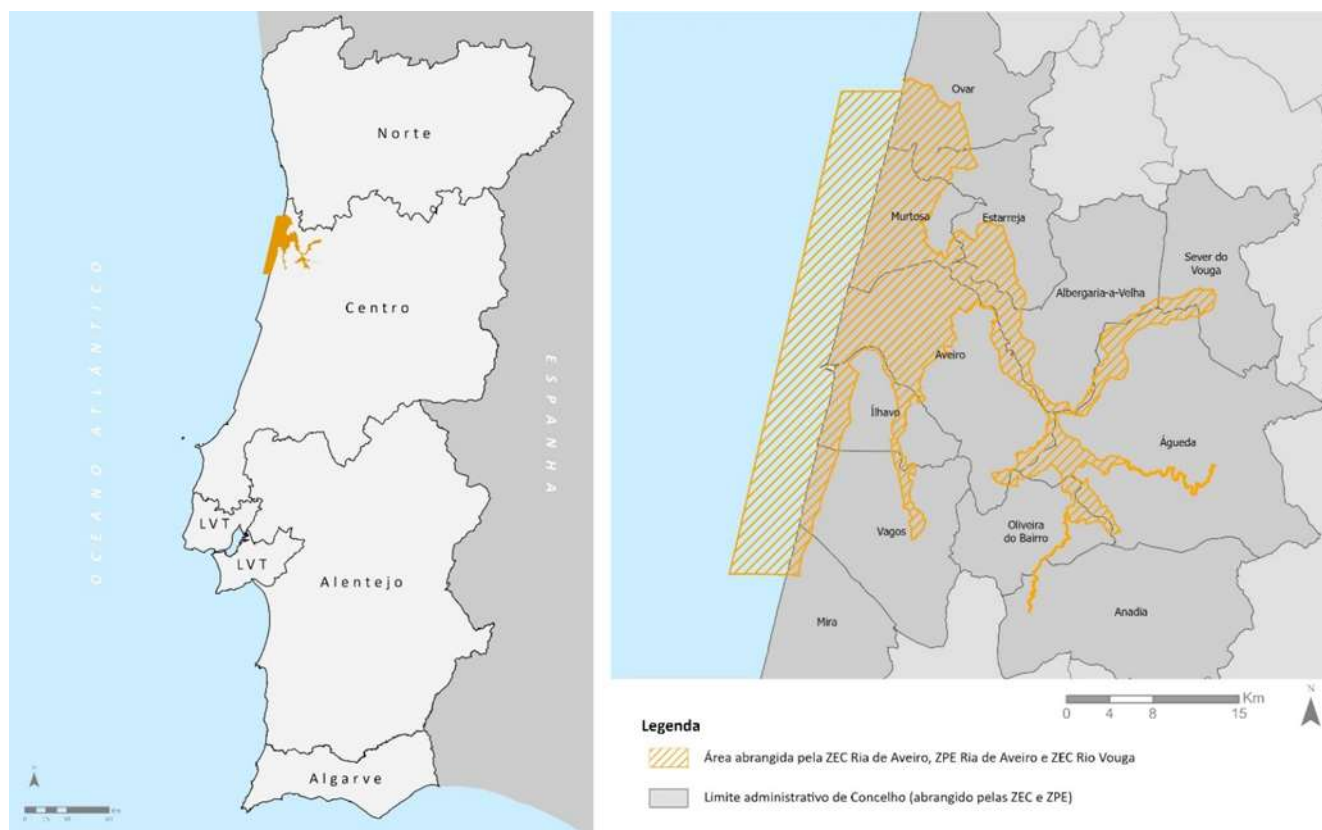 Norte
Centro
OCEANO ATLÂNTICO
ESPANHA
LVT
LVT
Alentejo
Algarve
N
Ovar
Murtosa
Estarreja
Sever do
Vouga
Albergaria-a-Velha
Aveiro
Ílhavo
Águeda
Vagos
Oliveira
do Bairro
Mira
Anadia
Km
0 4 8 15
N
Legenda
Área abrangida pela ZEC Ria de Aveiro, ZPE Ria de Aveiro e ZEC Rio Vouga
Limite administrativo de Concelho (abrangido pelas ZEC e ZPE)